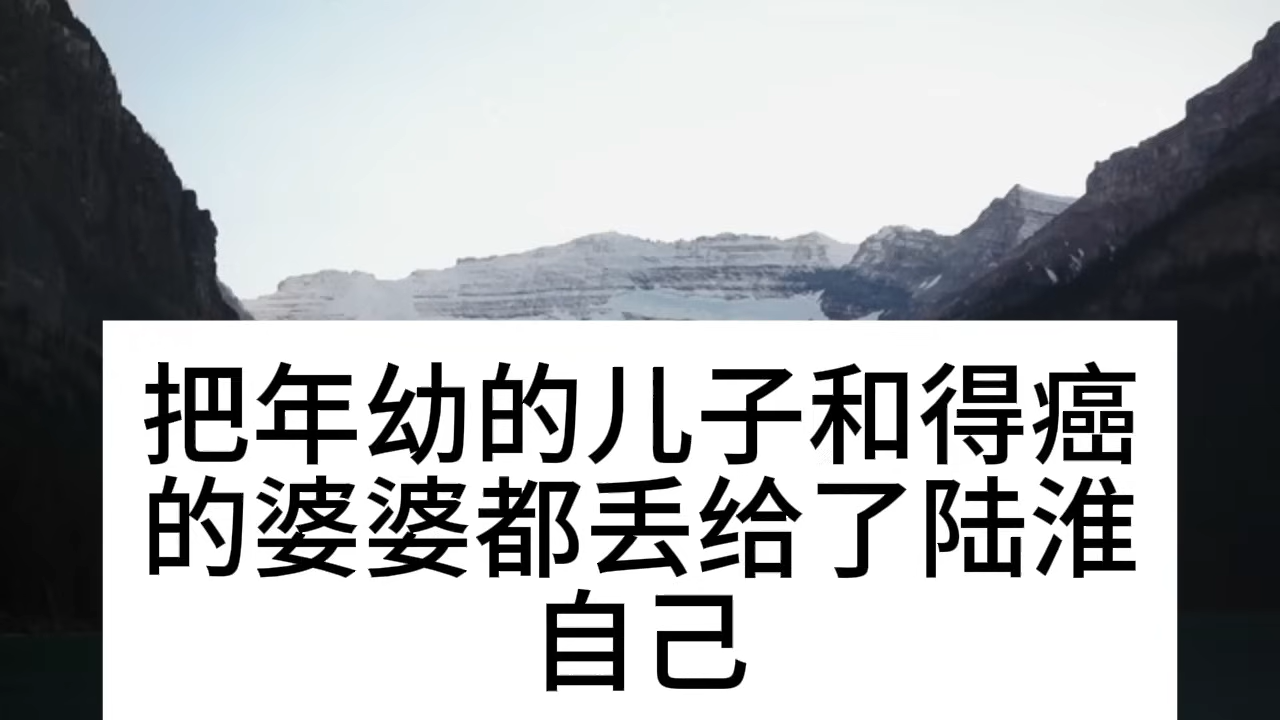 把年幼的儿子和得癌
的婆婆都丢给了陆淮
自己